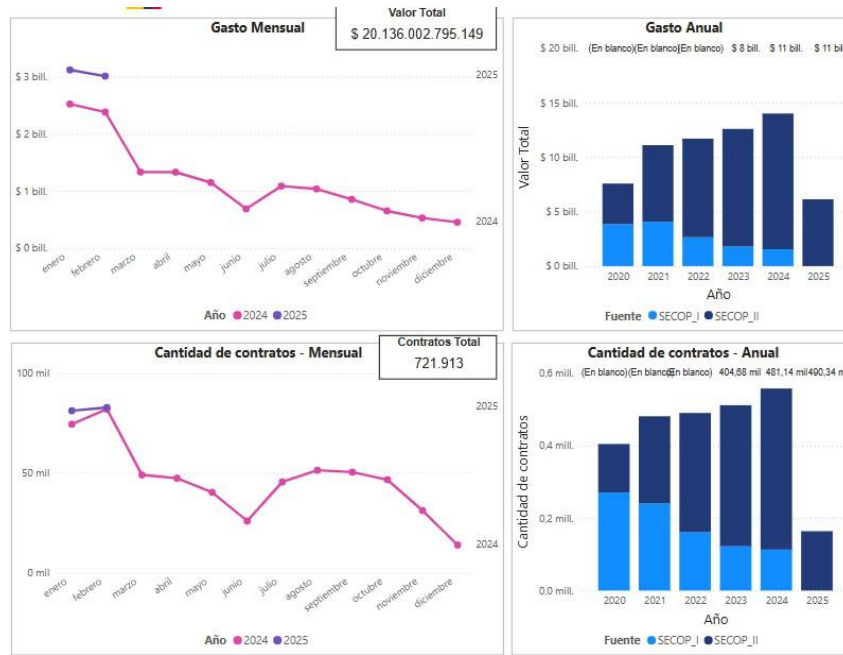 Gasto Mensual
Valor Total
$ 20.136.002.795.149
$ 3 bill.
$ 2 bill.
$ 1 bill.
$ 0 bill.
2025
2024
enero
febrero
marzo
abril
mayo
junio
julio
agosto
septiembre
octubre
noviembre
diciembre
Año 2024 2025
Gasto Anual
$ 20 bill.
(En blanco) (En blanco) (En blanco) $ 8 bill. $ 11 bill. $ 11 bill
$ 15 bill.
$ 10 bill.
$ 5 bill.
$ 0 bill.
Valor Total
2020 2021 2022 2023 2024 2025
Año
Fuente SECOP_I SECOP_II
Cantidad de contratos - Mensual
Contratos Total
721.913
100 mil
50 mil
0 mil
2025
2024
enero
febrero
marzo
abril
mayo
junio
julio
agosto
septiembre
octubre
noviembre
diciembre
Año 2024 2025
Cantidad de contratos - Anual
0,6 mill.
(En blanco) (En blanco) (En blanco) 404,68 mil 481,14 mil 490,34 m
0,4 mill.
0,2 mill.
0,0 mill.
Cantidad de contratos
2020 2021 2022 2023 2024 2025
Año
Fuente SECOP_I SECOP_II